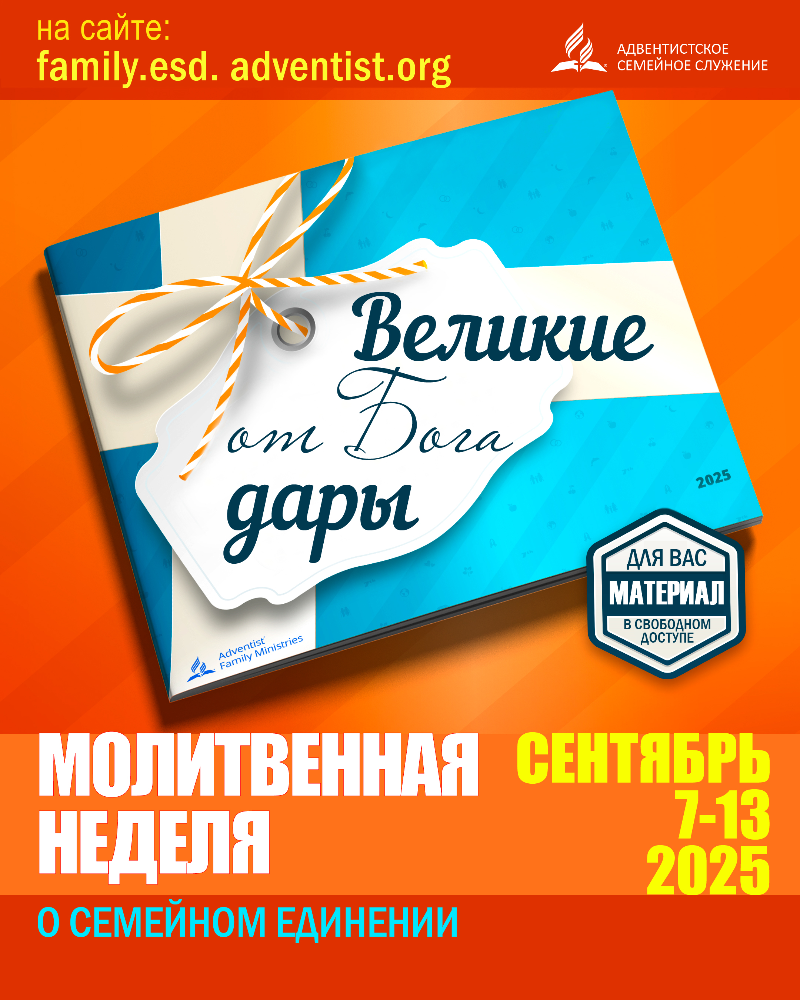 на сайте:
family.esd. adventist.org
АДВЕНТИСТСКОЕ
СЕМЕЙНОЕ СЛУЖЕНИЕ
Великие
от Бога
дары
2025
ДЛЯ ВАС
МАТЕРИАЛ
В СВОБОДНОМ
ДОСТУПЕ
Adventist
Family Ministries
МОЛИТВЕННАЯ
НЕДЕЛЯ
СЕНТЯБРЬ
7-13
2025
О СЕМЕЙНОМ ЕДИНЕНИИ